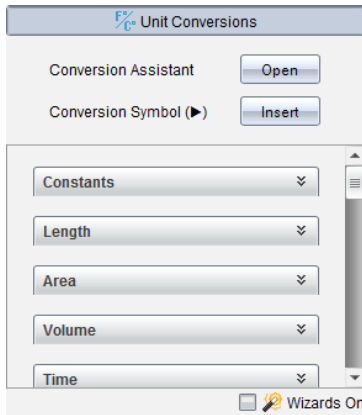 F°/C° Unit Conversions
Conversion Assistant Open
Conversion Symbol (►) Insert
Constants
Length
Area
Volume
Time
Wizards On